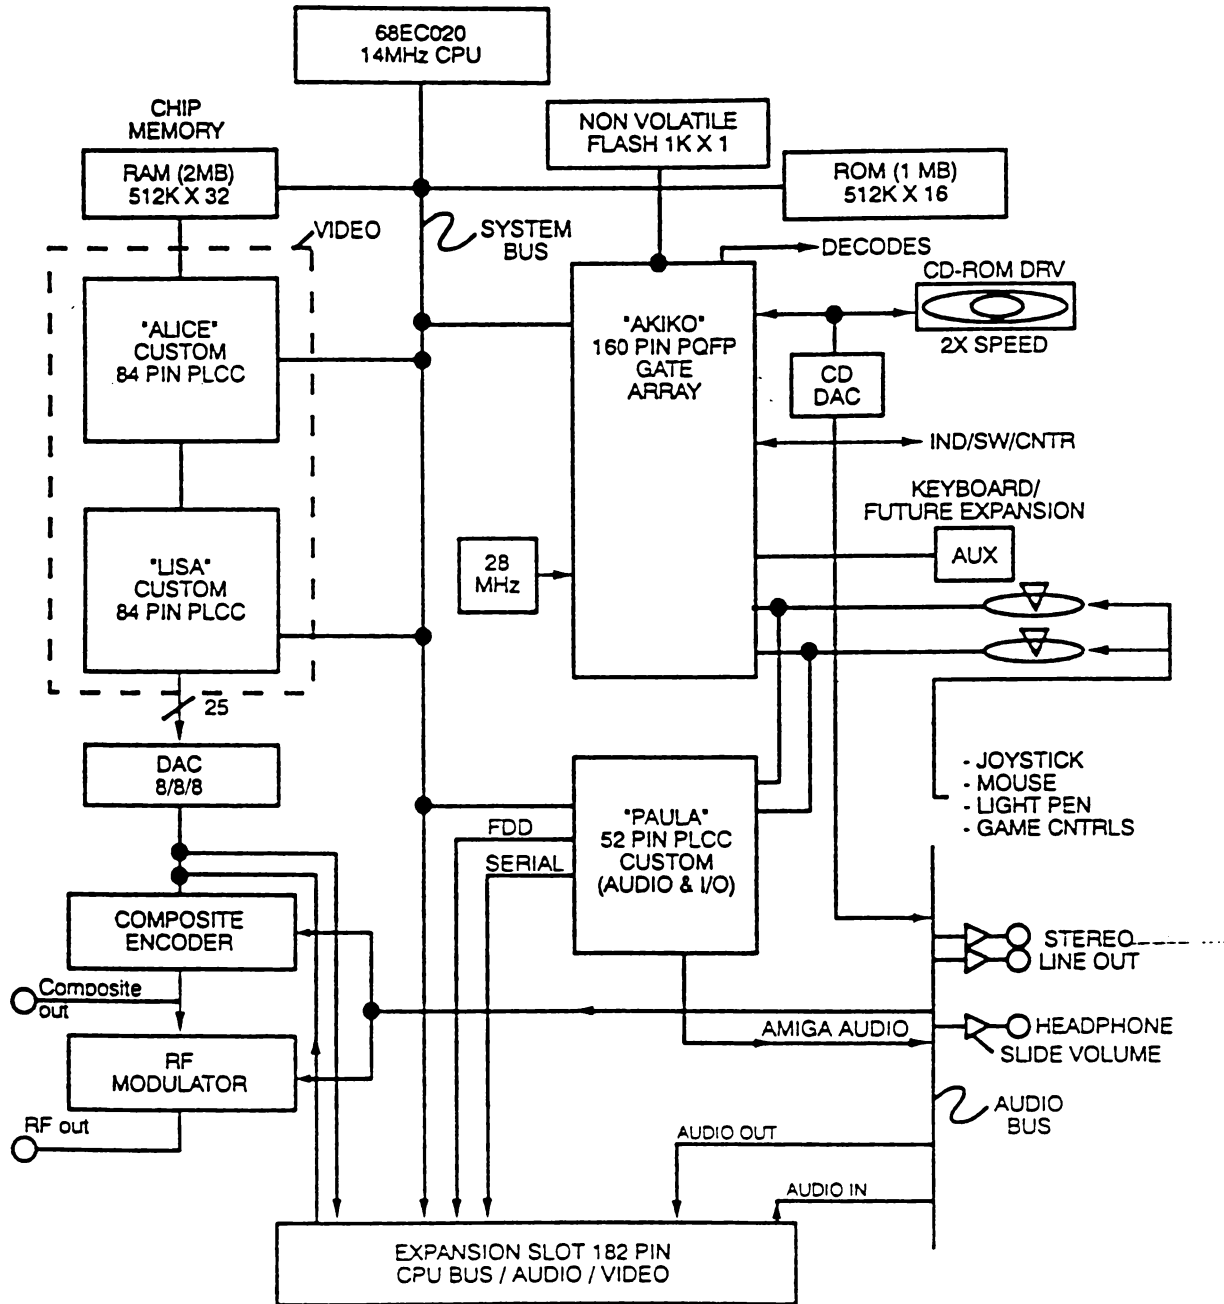 68EC020
14MHz CPU
CHIP
MEMORY
RAM (2MB)
512K X 32
NON VOLATILE
FLASH 1K X 1
ROM (1 MB)
512K X 16
VIDEO
SYSTEM
BUS
DECODES
CD-ROM DRV
2X SPEED
"ALICE"
CUSTOM
84 PIN PLCC
"AKIKO"
160 PIN PQFP
GATE
ARRAY
CD
DAC
IND/SW/CNTR
KEYBOARD/
FUTURE EXPANSION
AUX
28
MHz
"LISA"
CUSTOM
84 PIN PLCC
25
DAC
8/8/8
- JOYSTICK
- MOUSE
- LIGHT PEN
- GAME CNTRLS
"PAULA"
52 PIN PLCC
CUSTOM
(AUDIO & I/O)
FDD
SERIAL
COMPOSITE
ENCODER
STEREO
LINE OUT
Composite
out
AMIGA AUDIO
HEADPHONE
SLIDE VOLUME
RF
MODULATOR
RF out
AUDIO
BUS
AUDIO OUT
AUDIO IN
EXPANSION SLOT 182 PIN
CPU BUS / AUDIO / VIDEO